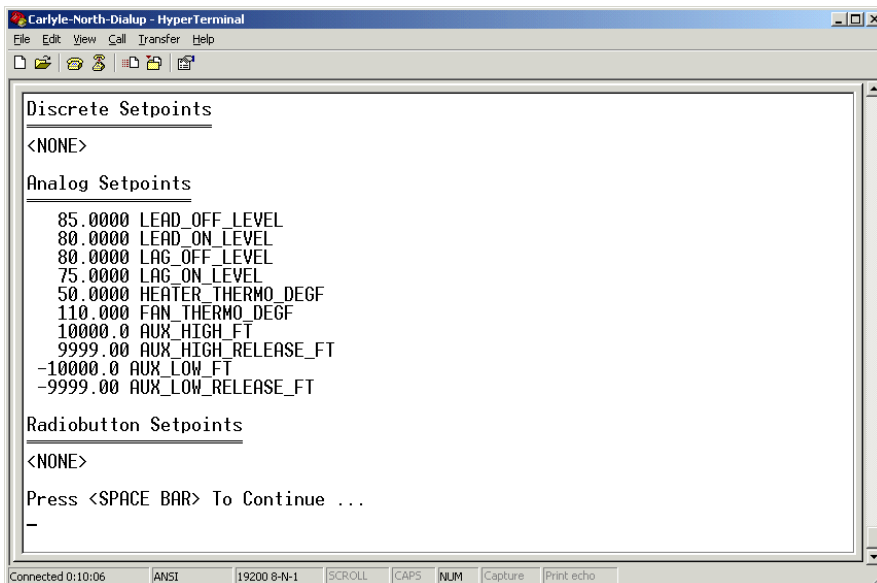 Carlyle-North-Dialup - HyperTerminal
File Edit View Call Transfer Help
Discrete Setpoints
<NONE>
Analog Setpoints
85.0000 LEAD_OFF_LEVEL
80.0000 LEAD_ON_LEVEL
80.0000 LAG_OFF_LEVEL
75.0000 LAG_ON_LEVEL
50.0000 HEATER_THERMO_DEGF
110.000 FAN_THERMO_DEGF
10000.0 AUX_HIGH_FT
9999.00 AUX_HIGH_RELEASE_FT
-10000.0 AUX_LOW_FT
-9999.00 AUX_LOW_RELEASE_FT
Radiobutton Setpoints
<NONE>
Press <SPACE BAR> To Continue ...
Connected 0:10:06 ANSI 19200 8-N-1 SCROLL CAPS NUM Capture Print echo